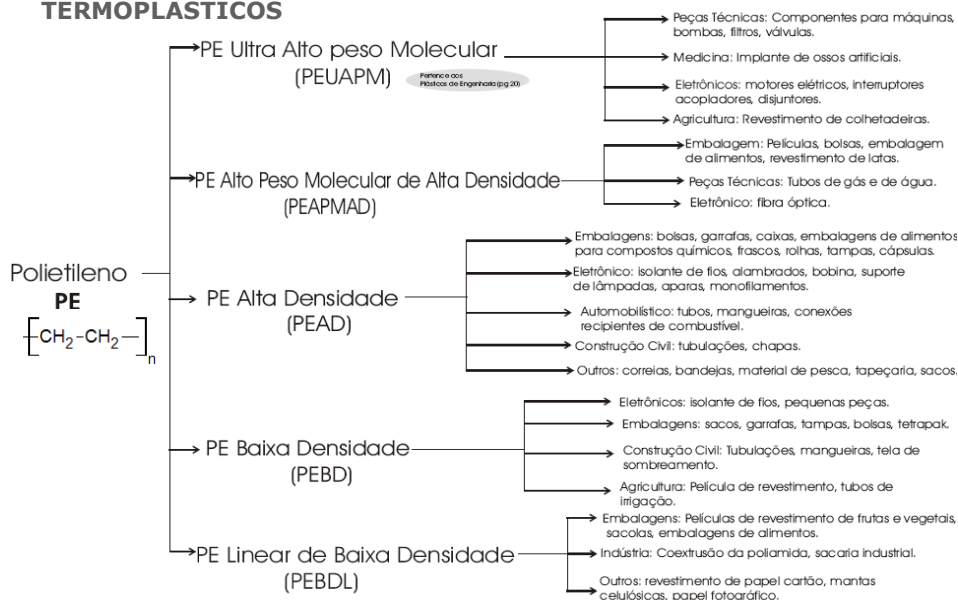 TERMOPLÁSTICOS
Polietileno
PE
[CH2-CH2]n
PE Ultra Alto peso Molecular
(PEUAPM)
Pertence aos
Plásticos de Engenharia (pg 20)
Peças Técnicas: Componentes para máquinas,
bombas, filtros, válvulas.
Medicina: Implante de ossos artificiais.
Eletrônicos: motores elétricos, interruptores
acopladores, disjuntores.
Agricultura: Revestimento de colhetadeiras.
PE Alto Peso Molecular de Alta Densidade
(PEAPMAD)
Embalagem: Películas, bolsas, embalagem
de alimentos, revestimento de latas.
Peças Técnicas: Tubos de gás e de água.
Eletrônico: fibra óptica.
PE Alta Densidade
(PEAD)
Embalagens: bolsas, garrafas, caixas, embalagens de alimentos
para compostos químicos, frascos, rolhas, tampas, cápsulas.
Eletrônico: isolante de fios, alambrados, bobina, suporte
de lâmpadas, aparas, monofilamentos.
Automobilístico: tubos, mangueiras, conexões
recipientes de combustível.
Construção Civil: tubulações, chapas.
Outros: correias, bandejas, material de pesca, tapeçaria, sacos.
PE Baixa Densidade
(PEBD)
Eletrônicos: isolante de fios, pequenas peças.
Embalagens: sacos, garrafas, tampas, bolsas, tetrapak.
Construção Civil: Tubulações, mangueiras, tela de
sombreamento.
Agricultura: Película de revestimento, tubos de
irrigação.
PE Linear de Baixa Densidade
(PEBDL)
Embalagens: Películas de revestimento de frutas e vegetais,
sacolas, embalagens de alimentos.
Indústria: Coextrusão da poliamida, sacaria industrial.
Outros: revestimento de papel cartão, mantas
celulósicas, papel fotográfico.